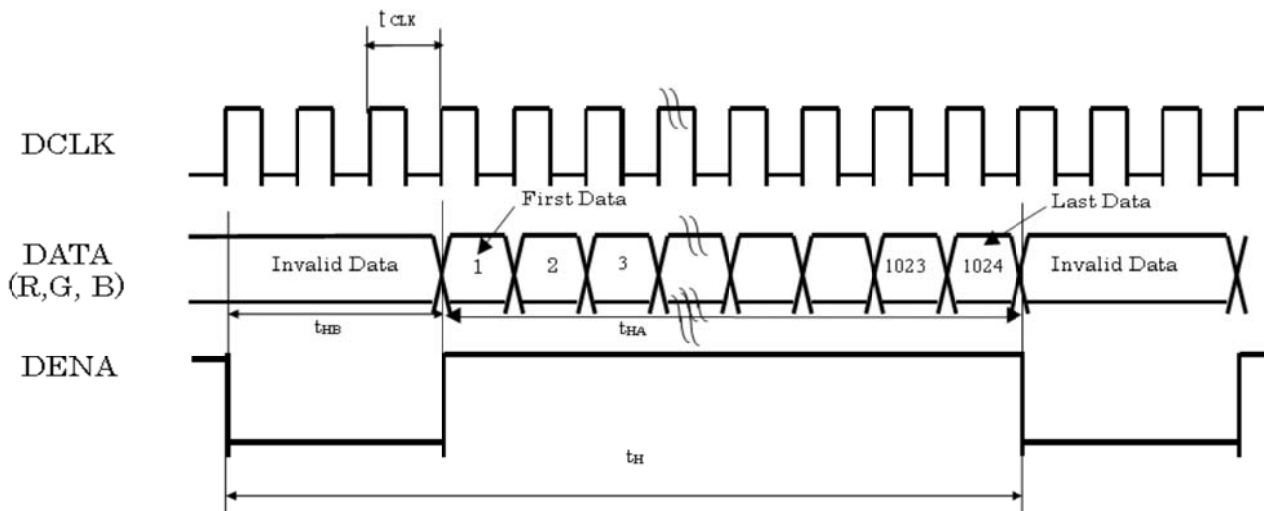 t CLK
DCLK
First Data
Last Data
DATA
(R,G, B)
Invalid Data
1
2
3
1023
1024
Invalid Data
tHB
tHA
DENA
tH